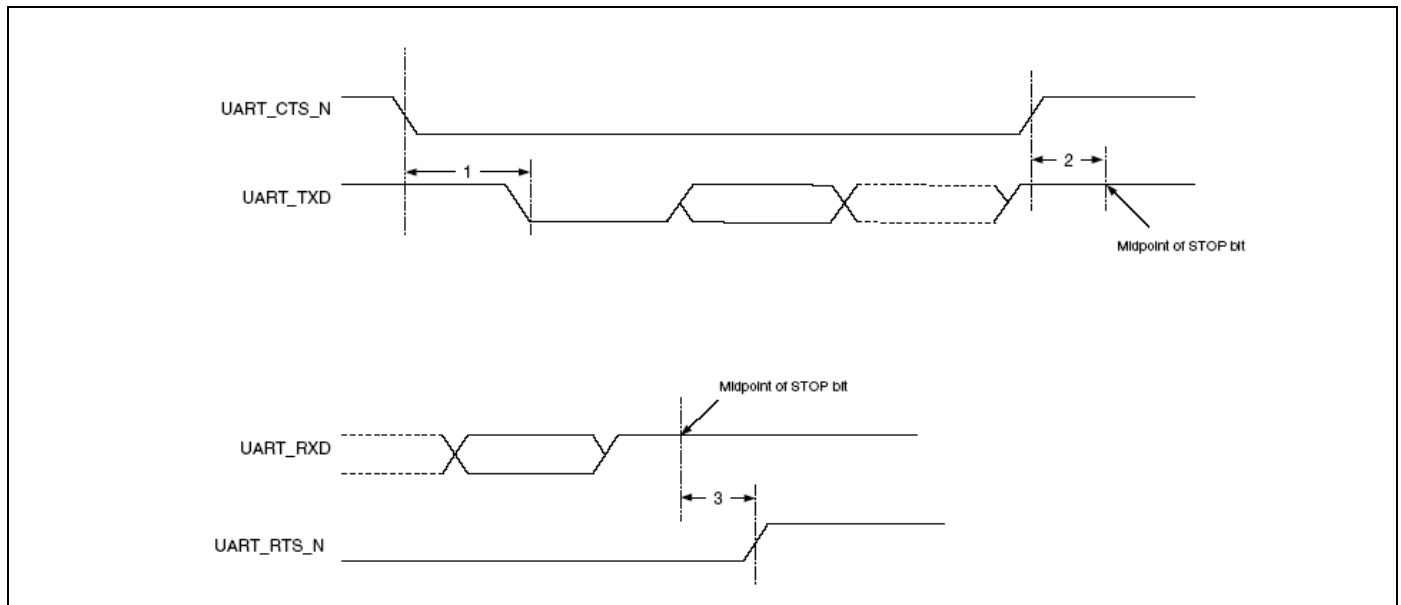 UART_CTS_N
1
2
UART_TXD
Midpoint of STOP bit
Midpoint of STOP bit
UART_RXD
3
UART_RTS_N